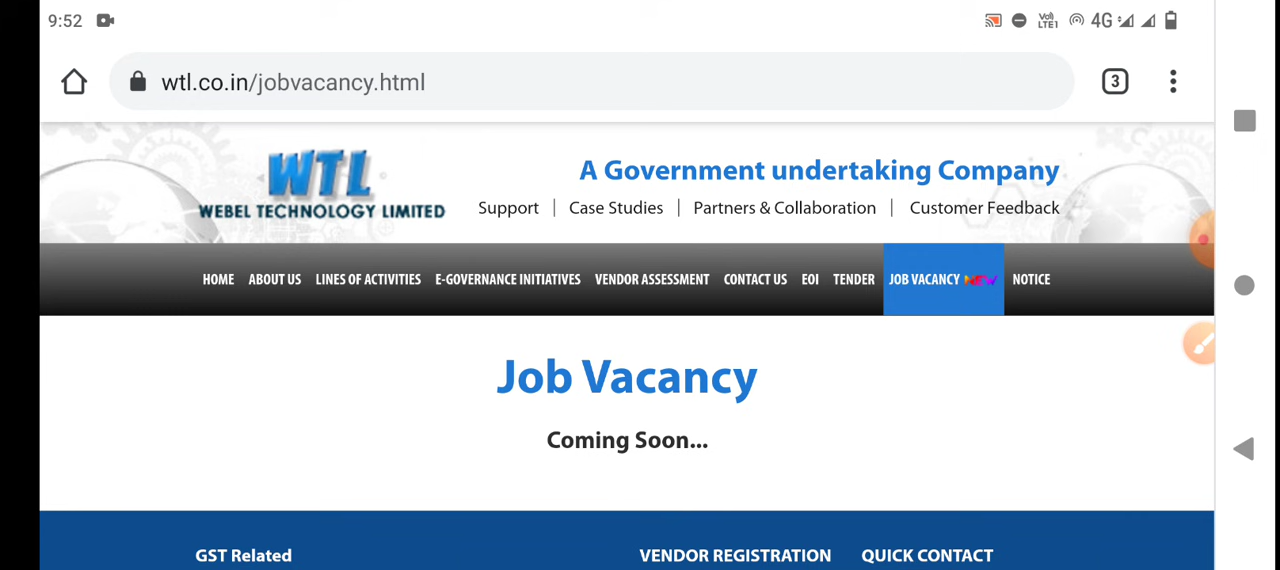 9:52
Vo)) LTE1 4G
wtl.co.in/jobvacancy.html
3
WTL
WEBEL TECHNOLOGY LIMITED
A Government undertaking Company
Support | Case Studies | Partners & Collaboration | Customer Feedback
HOME ABOUT US LINES OF ACTIVITIES E-GOVERNANCE INITIATIVES VENDOR ASSESSMENT CONTACT US EOI TENDER JOB VACANCY NEW NOTICE
Job Vacancy
Coming Soon...
GST Related VENDOR REGISTRATION QUICK CONTACT